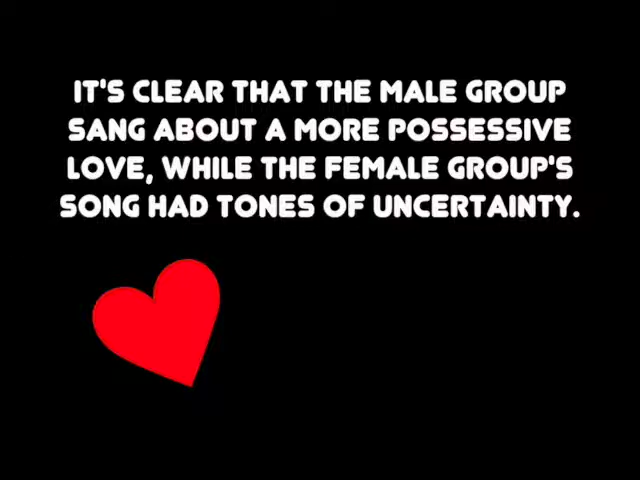 IT'S CLEAR THAT THE MALE GROUP
SANG ABOUT A MORE POSSESSIVE
LOVE, WHILE THE FEMALE GROUP'S
SONG HAD TONES OF UNCERTAINTY.